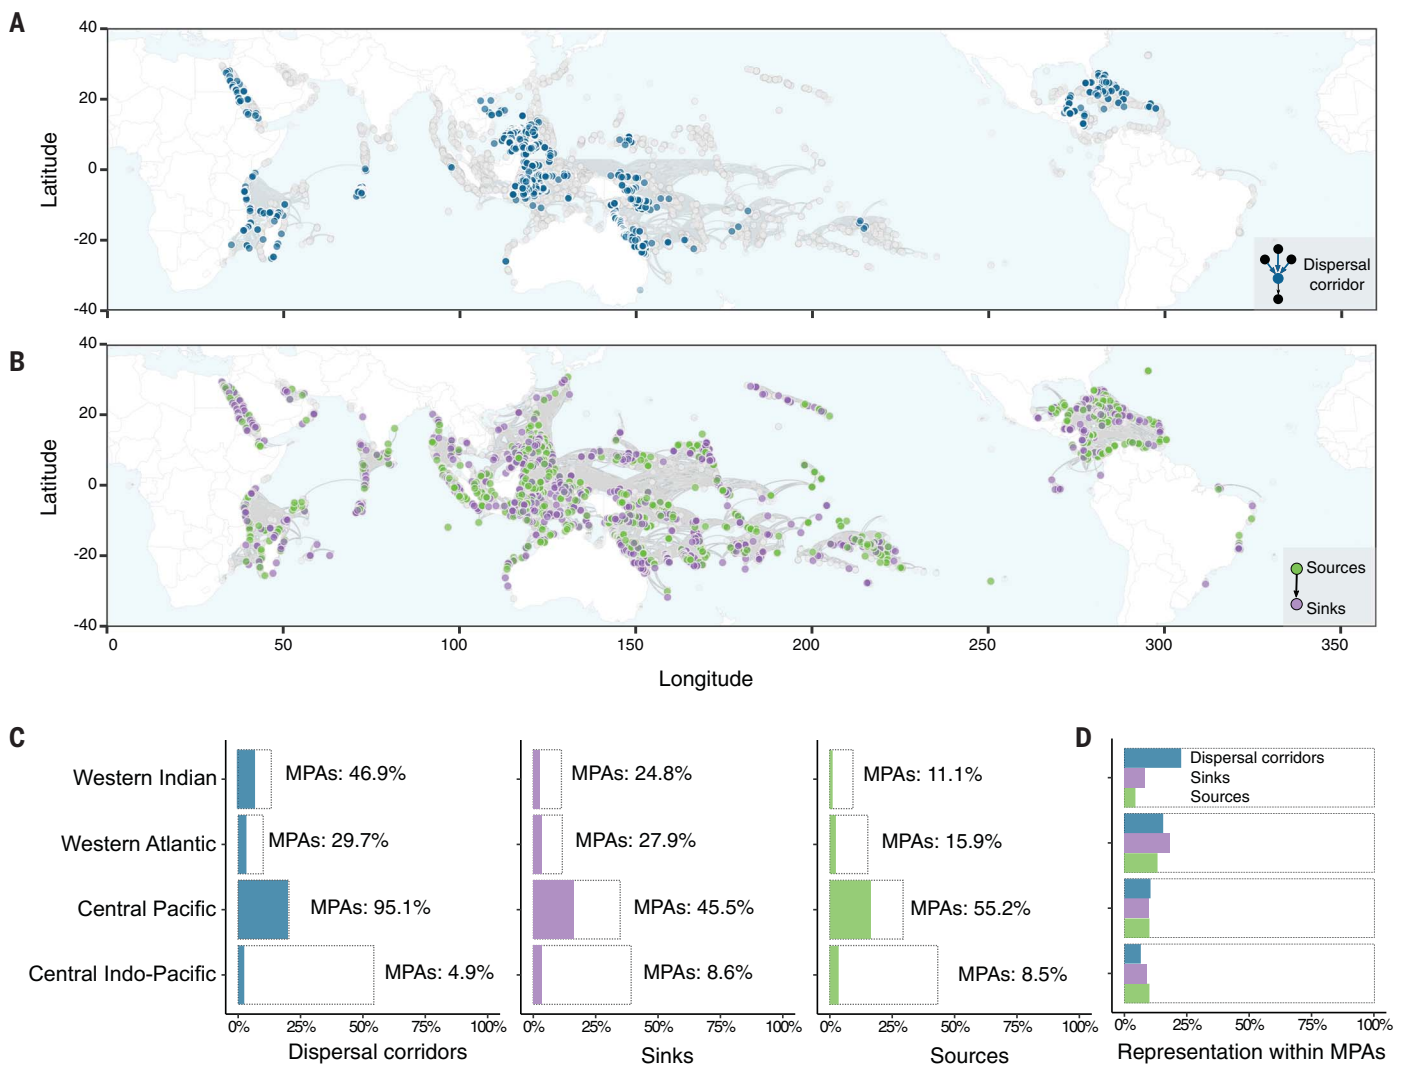 A
40
20
0
-20
-40
Latitude
Dispersal
corridor
B
40
20
0
-20
-40
Latitude
Sources
Sinks
0 50 100 150 200 250 300 350
Longitude
C
Western Indian
Western Atlantic
Central Pacific
Central Indo-Pacific
MPAs: 46.9%
MPAs: 29.7%
MPAs: 95.1%
MPAs: 4.9%
0% 25% 50% 75% 100%
Dispersal corridors
MPAs: 24.8%
MPAs: 27.9%
MPAs: 45.5%
MPAs: 8.6%
0% 25% 50% 75% 100%
Sinks
MPAs: 11.1%
MPAs: 15.9%
MPAs: 55.2%
MPAs: 8.5%
0% 25% 50% 75% 100%
Sources
D
Dispersal corridors
Sinks
Sources
0% 25% 50% 75% 100%
Representation within MPAs